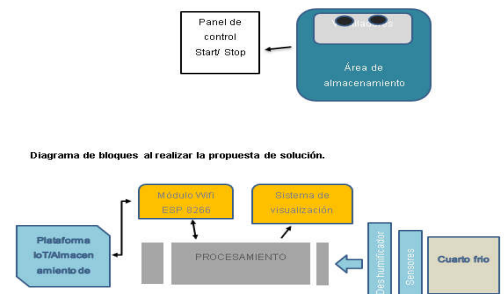 Panel de
control
Start/ Stop
Área de
almacenamiento
Diagrama de bloques al realizar la propuesta de solución.
Módulo Wifi
ESP 8266
Sistema de
visualización
Plataforma
IoT/Almacen
amiento de
PROCESAMIENTO
Deshumificador
Sensores
Cuarto frio